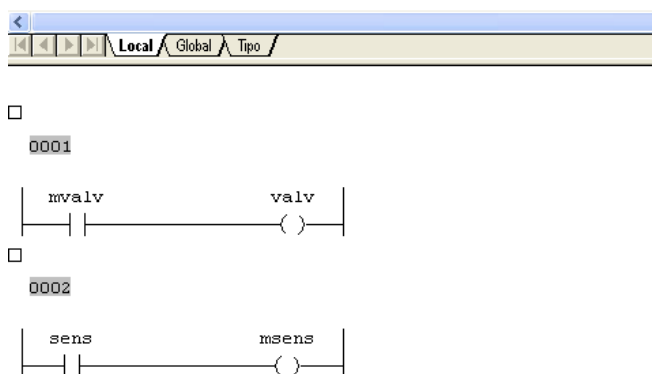 Local Global Tipo
0001
mvalv valv
0002
sens msens